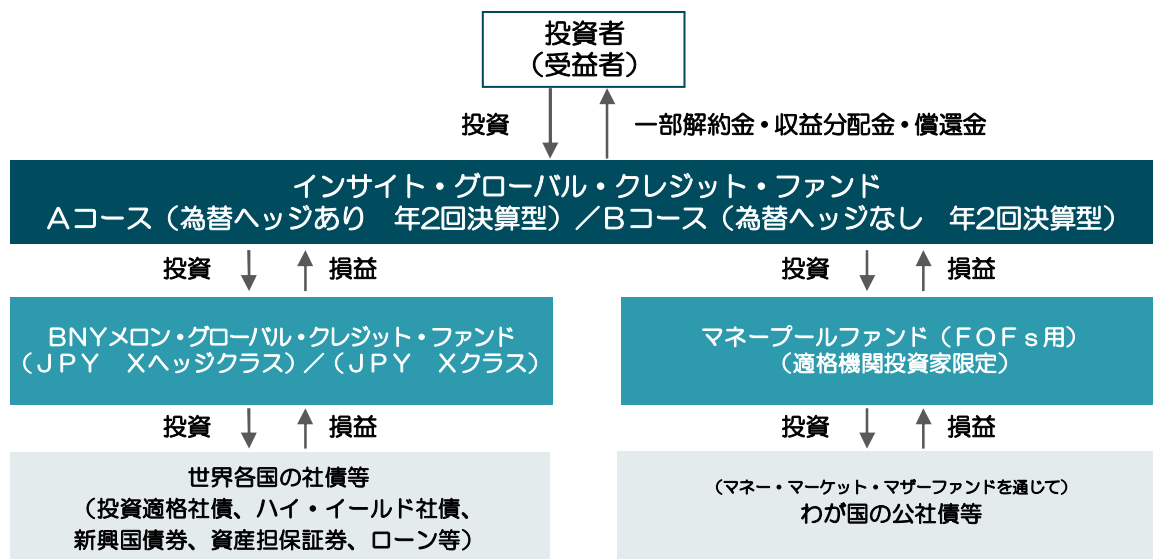 投資者
（受益者）
投資
一部解約金・収益分配金・償還金
インサイト・グローバル・クレジット・ファンド
Ａコース（為替ヘッジあり　年2回決算型）／Ｂコース（為替ヘッジなし　年2回決算型）
投資
損益
投資
損益
ＢＮＹメロン・グローバル・クレジット・ファンド
（ＪＰＹ　Ｘヘッジクラス）／（ＪＰＹ　Ｘクラス）
マネープールファンド（ＦＯＦｓ用）
（適格機関投資家限定）
投資
損益
投資
損益
世界各国の社債等
（投資適格社債、ハイ・イールド社債、
新興国債券、資産担保証券、ローン等）
（マネー・マーケット・マザーファンドを通じて）
わが国の公社債等